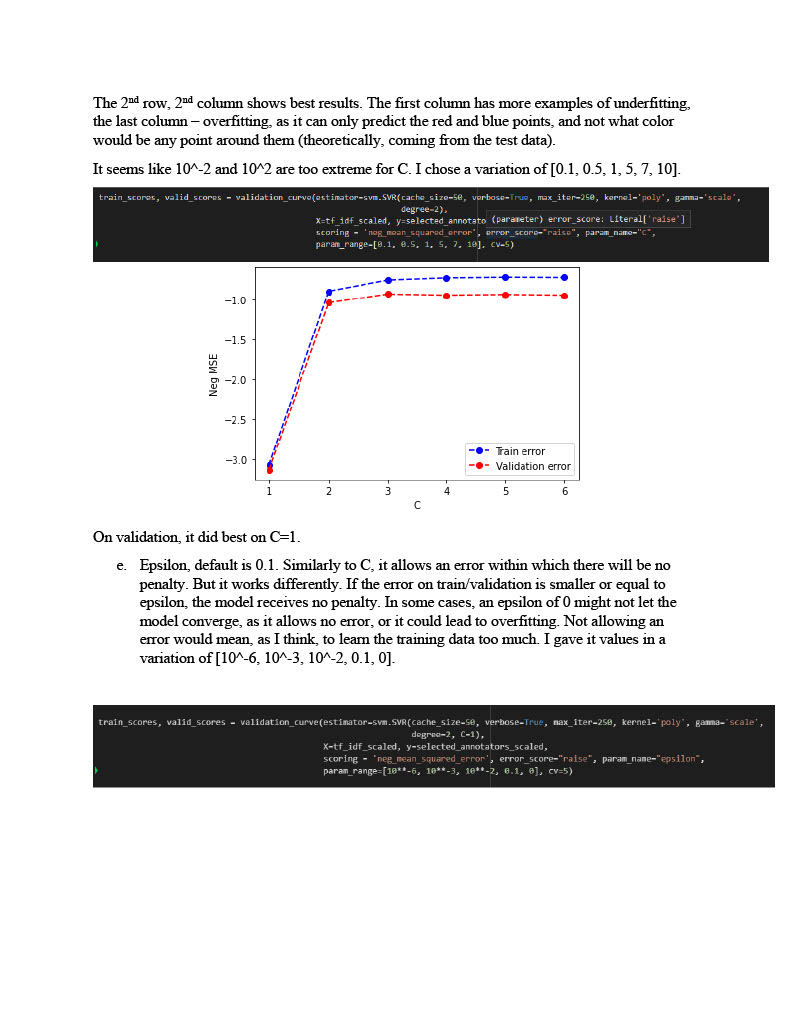 The 2nd row, 2nd column shows best results. The first column has more examples of underfitting,
the last column – overfitting, as it can only predict the red and blue points, and not what color
would be any point around them (theoretically, coming from the test data).
It seems like 10^-2 and 10^2 are too extreme for C. I chose a variation of [0.1, 0.5, 1, 5, 7, 10].
train_scores, valid_scores = validation_curve(estimator=svm.SVR(cache_size=50, verbose=True, max_iter=250, kernel='poly', gamma='scale',
degree=2),
X=tf_idf_scaled, y=selected_annotato (parameter) error_score: Literal['raise']
scoring = 'neg_mean_squared_error', error_score="raise", param_name="C",
param_range=[0.1, 0.5, 1, 5, 7, 10], cv=5)
−1.0
−1.5
−2.0
−2.5
−3.0
Neg MSE
Train error
Validation error
1 2 3 4 5 6
C
On validation, it did best on C=1.
e. Epsilon, default is 0.1. Similarly to C, it allows an error within which there will be no
penalty. But it works differently. If the error on train/validation is smaller or equal to
epsilon, the model receives no penalty. In some cases, an epsilon of 0 might not let the
model converge, as it allows no error, or it could lead to overfitting. Not allowing an
error would mean, as I think, to learn the training data too much. I gave it values in a
variation of [10^-6, 10^-3, 10^-2, 0.1, 0].
train_scores, valid_scores = validation_curve(estimator=svm.SVR(cache_size=50, verbose=True, max_iter=250, kernel='poly', gamma='scale',
degree=2, C=1),
X=tf_idf_scaled, y=selected_annotators_scaled,
scoring = 'neg_mean_squared_error', error_score="raise", param_name="epsilon",
param_range=[10**-6, 10**-3, 10**-2, 0.1, 0], cv=5)